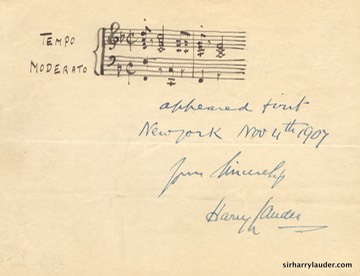 TEMPO
MODERATO
appeared first
New York Nov 4th 1907
Yours Sincerely
Harry Lauder
sirharrylauder.com